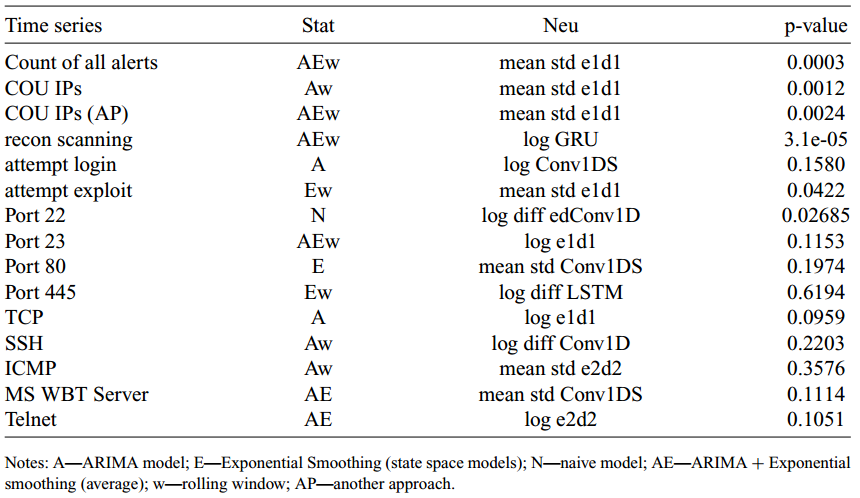 Time series Stat Neu p-value
Count of all alerts AEw mean std e1d1 0.0003
COU IPs Aw mean std e1d1 0.0012
COU IPs (AP) AEw mean std e1d1 0.0024
recon scanning AEw log GRU 3.1e-05
attempt login A log Conv1DS 0.1580
attempt exploit Ew mean std e1d1 0.0422
Port 22 N log diff edConv1D 0.02685
Port 23 AEw log e1d1 0.1153
Port 80 E mean std Conv1DS 0.1974
Port 445 Ew log diff LSTM 0.6194
TCP A log e1d1 0.0959
SSH Aw log diff Conv1D 0.2203
ICMP Aw mean std e2d2 0.3576
MS WBT Server AE mean std Conv1DS 0.1114
Telnet AE log e2d2 0.1051
Notes: A—ARIMA model; E—Exponential Smoothing (state space models); N—naive model; AE—ARIMA + Exponential
smoothing (average); w—rolling window; AP—another approach.